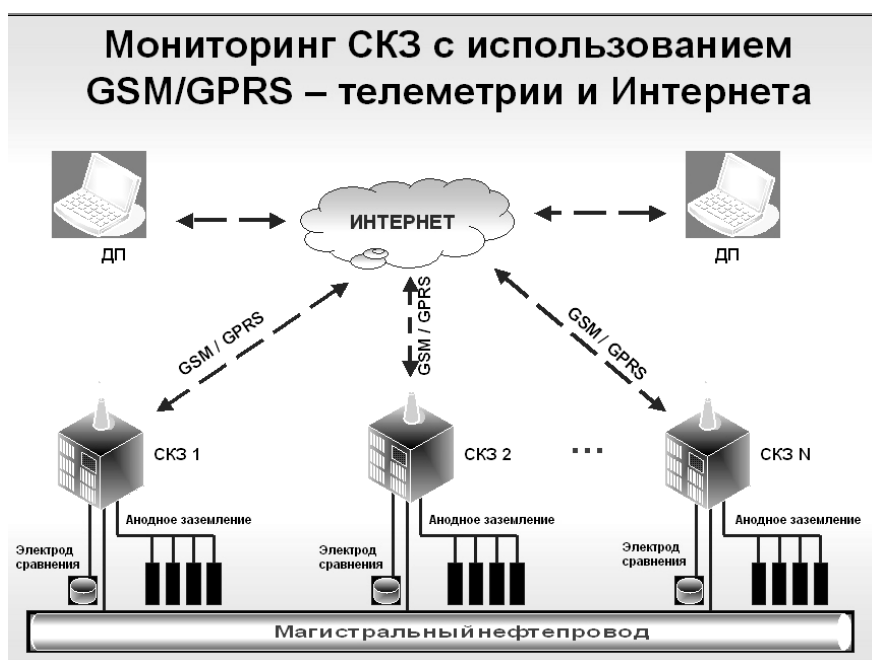 Мониторинг СКЗ с использованием
GSM/GPRS – телеметрии и Интернета
ИНТЕРНЕТ
ДП
ДП
GSM / GPRS
GSM / GPRS
GSM / GPRS
СКЗ 1
СКЗ 2
...
СКЗ N
Анодное заземление
Анодное заземление
Анодное заземление
Электрод
сравнения
Электрод
сравнения
Электрод
сравнения
Магистральный нефтепровод